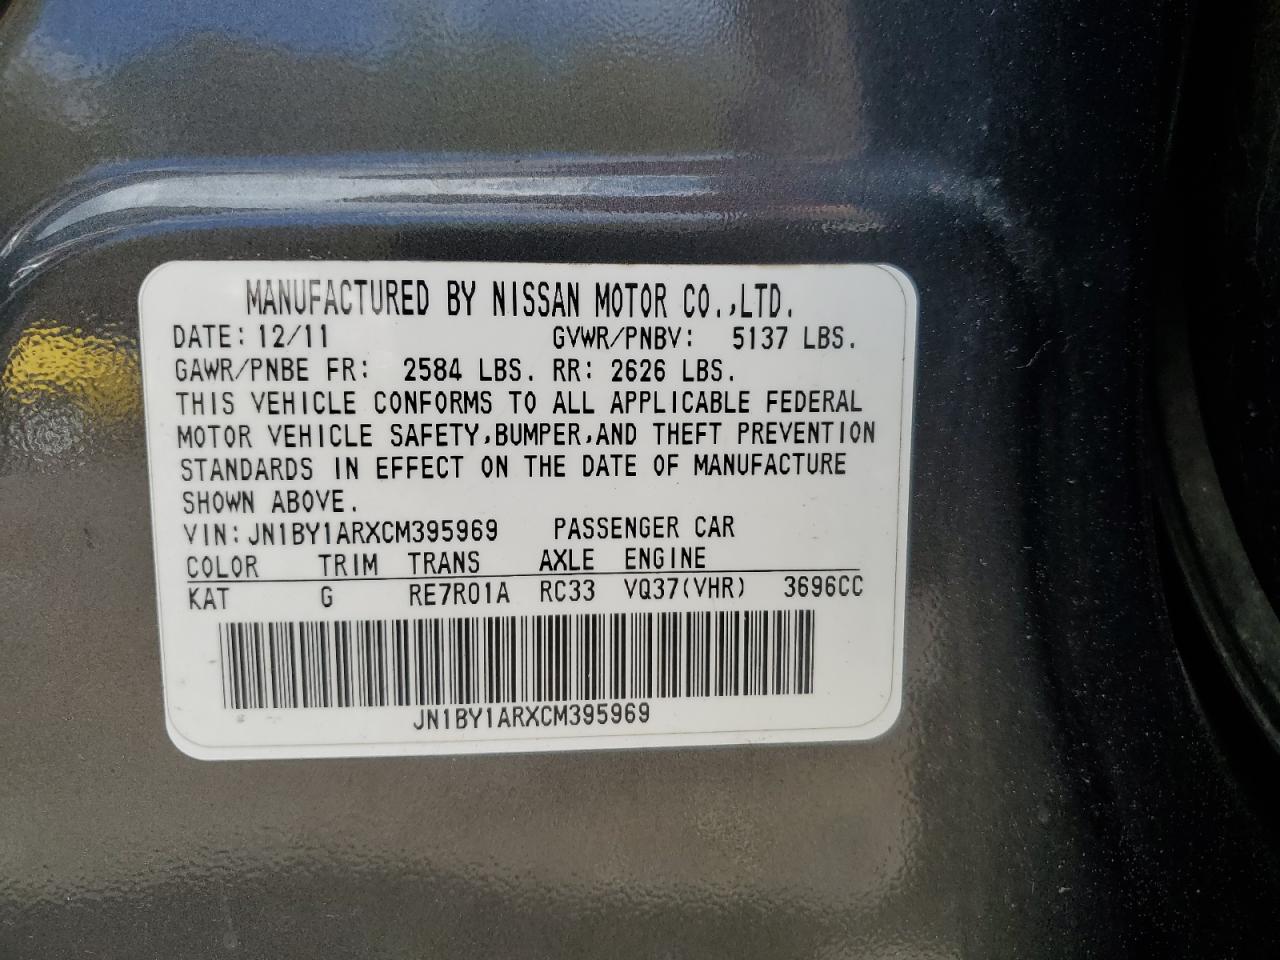 MANUFACTURED BY NISSAN MOTOR CO.,LTD.
DATE: 12/11 GVWR/PNBV: 5137 LBS.
GAWR/PNBE FR: 2584 LBS. RR: 2626 LBS.
THIS VEHICLE CONFORMS TO ALL APPLICABLE FEDERAL
MOTOR VEHICLE SAFETY,BUMPER,AND THEFT PREVENTION
STANDARDS IN EFFECT ON THE DATE OF MANUFACTURE
SHOWN ABOVE.
VIN:JN1BY1ARXCM395969 PASSENGER CAR
COLOR TRIM TRANS AXLE ENGINE
KAT G RE7R01A RC33 VQ37(VHR) 3696CC
JN1BY1ARXCM395969